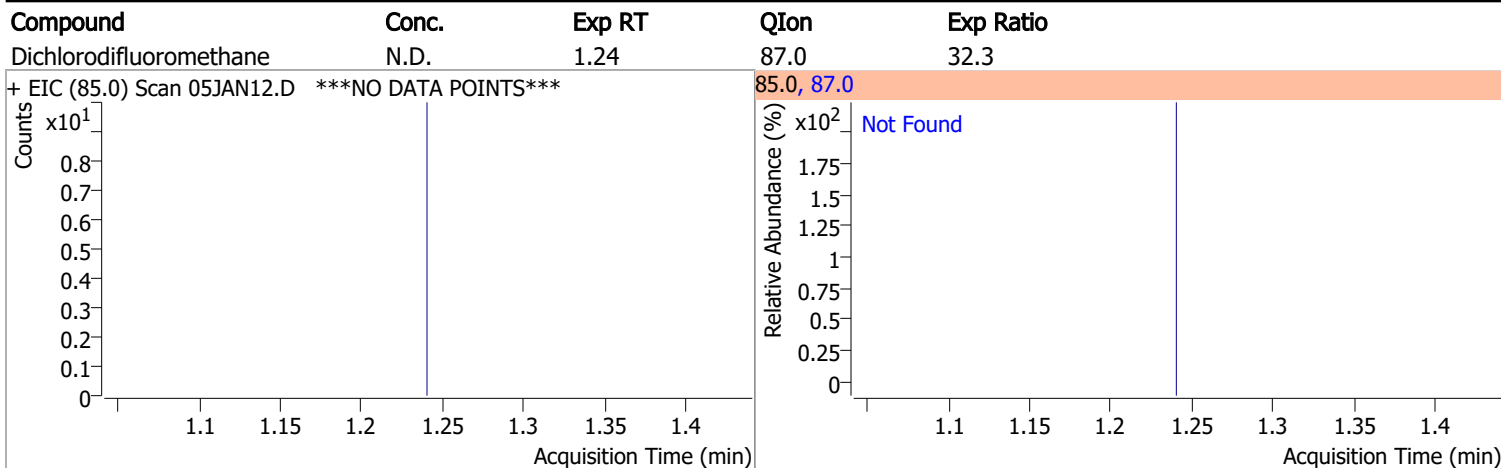 Compound Conc. Exp RT QIon Exp Ratio
Dichlorodifluoromethane N.D. 1.24 87.0 32.3
+ EIC (85.0) Scan 05JAN12.D ***NO DATA POINTS***
Counts
x10¹
0.8
0.7
0.6
0.5
0.4
0.3
0.2
0.1
0
1.1 1.15 1.2 1.25 1.3 1.35 1.4
Acquisition Time (min)
85.0, 87.0
Relative Abundance (%)
x10²
Not Found
1.75
1.5
1.25
1
0.75
0.5
0.25
0
1.1 1.15 1.2 1.25 1.3 1.35 1.4
Acquisition Time (min)